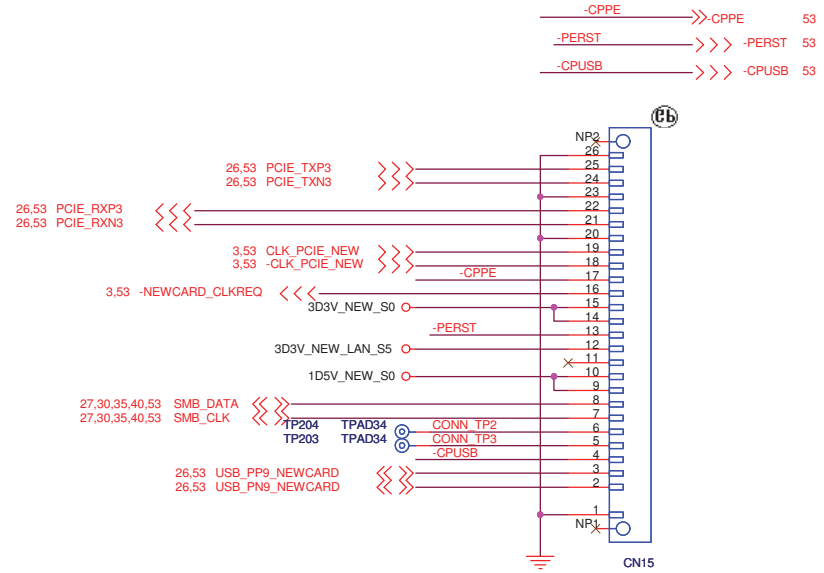 -CPPE -CPPE 53
-PERST -PERST 53
-CPUSB -CPUSB 53
NP2
26
26,53 PCIE_TXP3 25
26,53 PCIE_TXN3 24
23
26,53 PCIE_RXP3 22
26,53 PCIE_RXN3 21
20
3,53 CLK_PCIE_NEW 19
3,53 -CLK_PCIE_NEW 18
-CPPE 17
3,53 -NEWCARD_CLKREQ 16
3D3V_NEW_S0 15
14
-PERST 13
3D3V_NEW_LAN_S5 12
11
1D5V_NEW_S0 10
9
27,30,35,40,53 SMB_DATA 8
27,30,35,40,53 SMB_CLK 7
TP204 TPAD34 CONN_TP2 6
TP203 TPAD34 CONN_TP3 5
-CPUSB 4
26,53 USB_PP9_NEWCARD 3
26,53 USB_PN9_NEWCARD 2
1
NP1
CN15